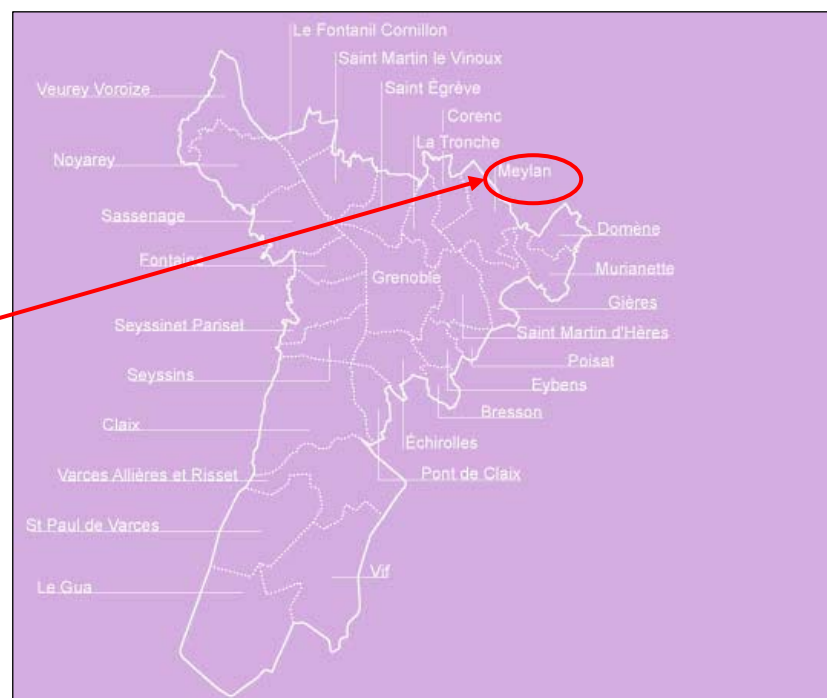 Le Fontanil Cornillon
Saint Martin le Vinoux
Veurey Voroize
Saint Égrève
Corenc
La Tronche
Noyarey
Meylan
Sassenage
Domène
Fontaine
Murianette
Grenoble
Gières
Seyssinet Pariset
Saint Martin d'Hères
Poisat
Seyssins
Eybens
Bresson
Claix
Échirolles
Varces Allières et Risset
Pont de Claix
St Paul de Varces
Vif
Le Gua